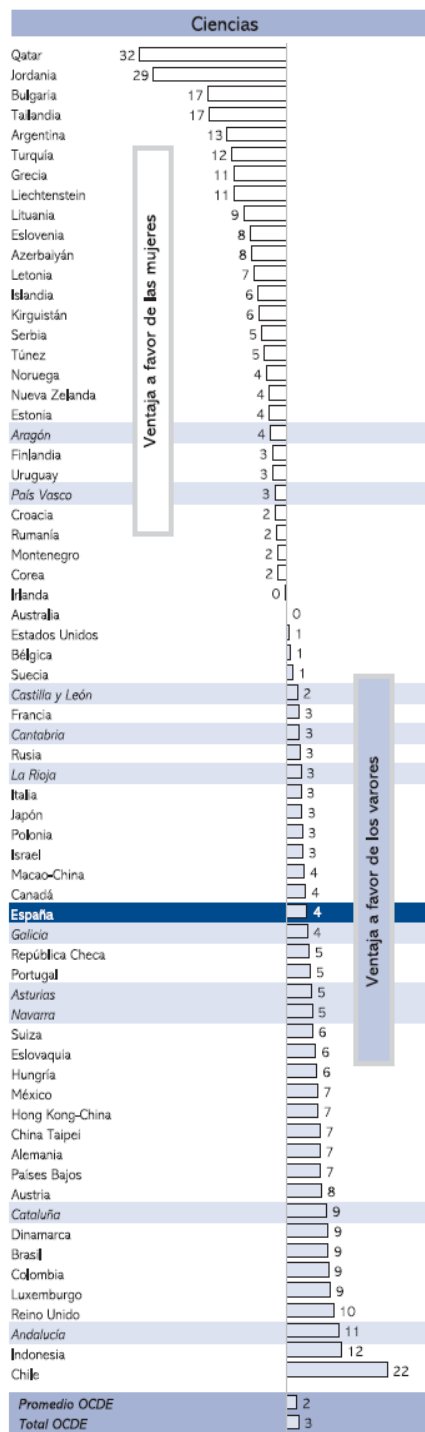 Ciencias
Qatar 32
Jordania 29
Bulgaria 17
Tailandia 17
Argentina 13
Turquía 12
Grecia 11
Liechtenstein 11
Lituania 9
Eslovenia 8
Azerbaiyán 8
Letonia 7
Islandia 6
Kirguistán 6
Serbia 5
Túnez 5
Noruega 4
Nueva Zelanda 4
Estonia 4
Aragón 4
Finlandia 3
Uruguay 3
País Vasco 3
Croacia 2
Rumanía 2
Montenegro 2
Corea 2
Irlanda 0
Australia 0
Estados Unidos 1
Bélgica 1
Suecia 1
Castilla y León 2
Francia 3
Cantabria 3
Rusia 3
La Rioja 3
Italia 3
Japón 3
Polonia 3
Israel 3
Macao-China 4
Canadá 4
España 4
Galicia 4
República Checa 5
Portugal 5
Asturias 5
Navarra 5
Suiza 6
Eslovaquia 6
Hungría 6
México 7
Hong Kong-China 7
China Taipei 7
Alemania 7
Países Bajos 7
Austria 8
Cataluña 9
Dinamarca 9
Brasil 9
Colombia 9
Luxemburgo 9
Reino Unido 10
Andalucía 11
Indonesia 12
Chile 22
Promedio OCDE 2
Total OCDE 3
Ventaja a favor de las mujeres
Ventaja a favor de los varores